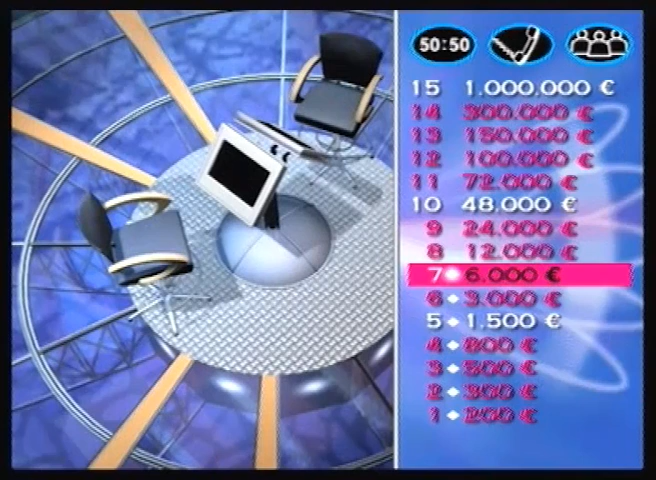 50:50
15 1.000.000 €
14 300.000 €
13 150.000 €
12 100.000 €
11 72.000 €
10 48.000 €
9 24.000 €
8 12.000 €
7 ◆ 6.000 €
6 ◆ 3.000 €
5 ◆ 1.500 €
4 ◆ 800 €
3 ◆ 500 €
2 ◆ 300 €
1 ◆ 200 €